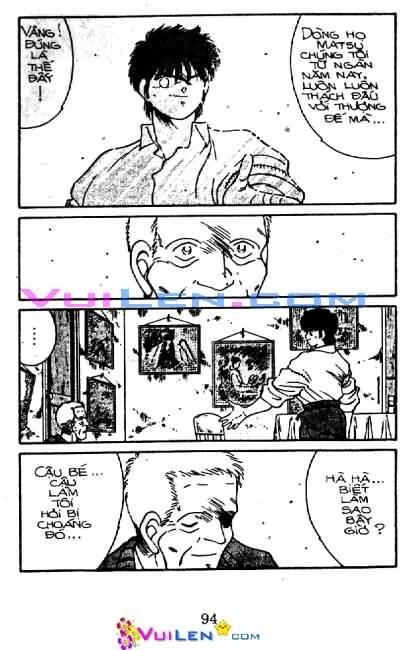 VÂNG!
ĐÚNG
LÀ
THẾ
ĐẤY
!
DÒNG HỌ
MATSU
CHÚNG TÔI
TỪ NGÀN
NĂM NAY,
LUÔN LUÔN
THÁCH ĐẤU
VỚI THƯỢNG
ĐẾ MÀ...
VUILEN.COM
....
CẬU BÉ...
CẬU
LÀM
TÔI
HƠI BỊ
CHOÁNG
ĐÓ...
HÀ HÀ...
BIẾT
LÀM
SAO
BÂY
GIỜ ?
94
VUILEN.COM